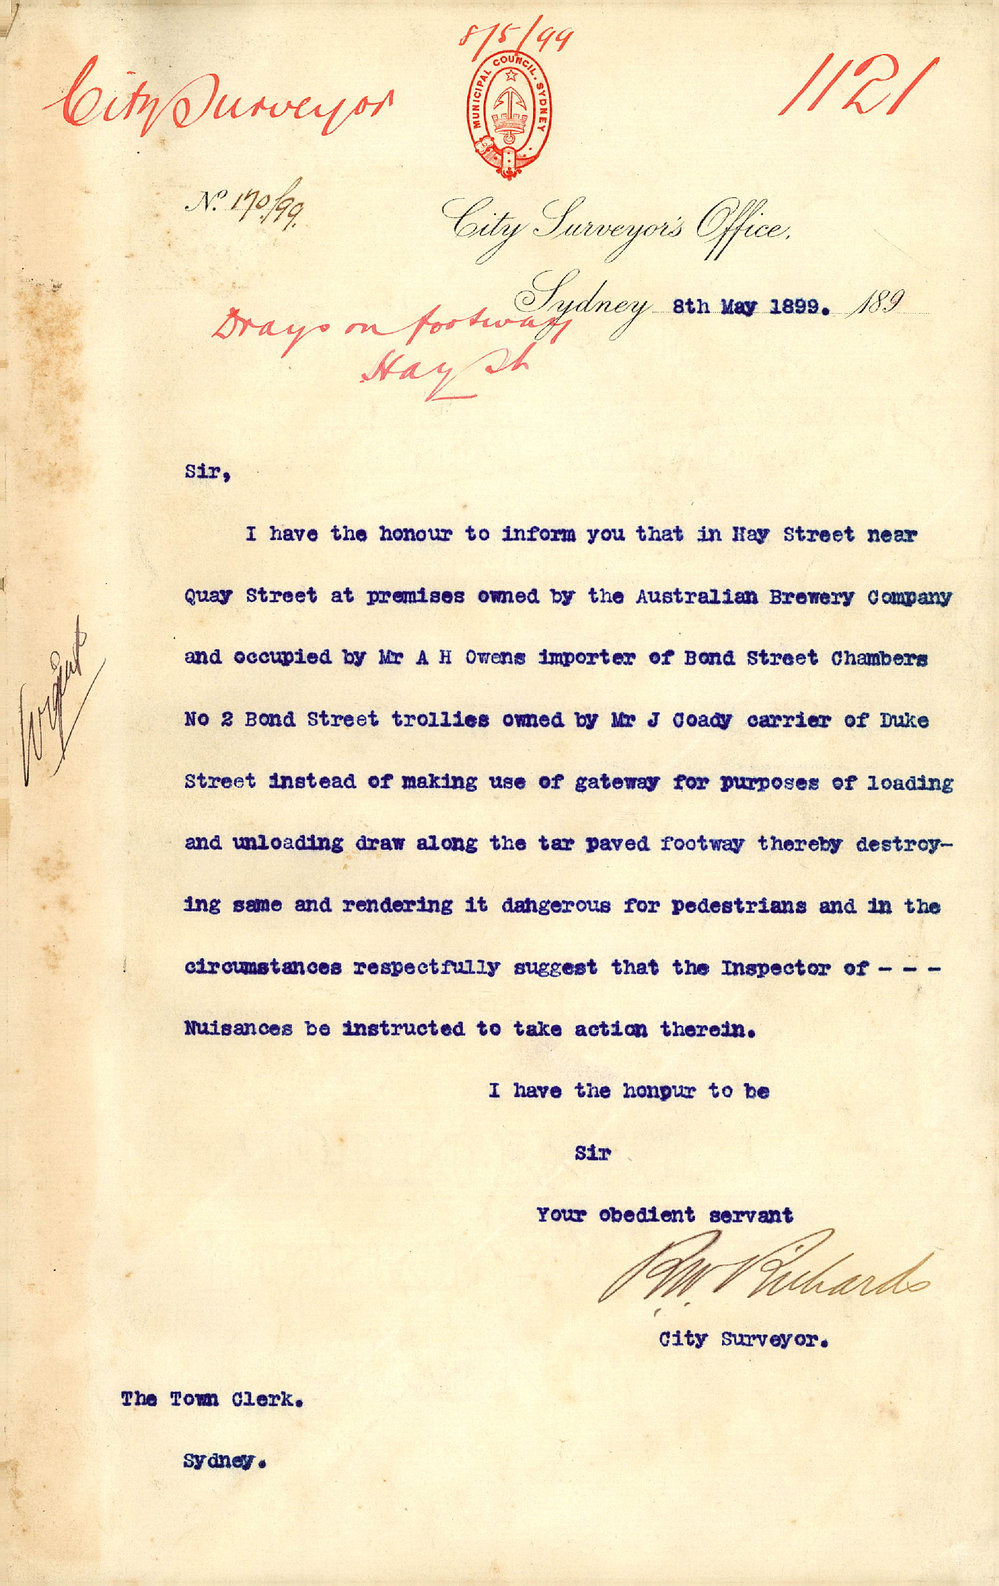 8/5/99
City Surveyor
1121
MUNICIPAL COUNCIL. SYDNEY
No. 170/99.
City Surveyor's Office.
Sydney 8th May 1899. 189
Drays on footway
Hay St
Urgent
Sir,
I have the honour to inform you that in Hay Street near
Quay Street at premises owned by the Australian Brewery Company
and occupied by Mr A H Owens importer of Bond Street Chambers
No 2 Bond Street trollies owned by Mr J Coady carrier of Duke
Street instead of making use of gateway for purposes of loading
and unloading draw along the tar paved footway thereby destroy-
ing same and rendering it dangerous for pedestrians and in the
circumstances respectfully suggest that the Inspector of - - -
Nuisances be instructed to take action therein.
I have the honpur to be
Sir
Your obedient servant
R.W. Richards
City Surveyor.
The Town Clerk.
Sydney.